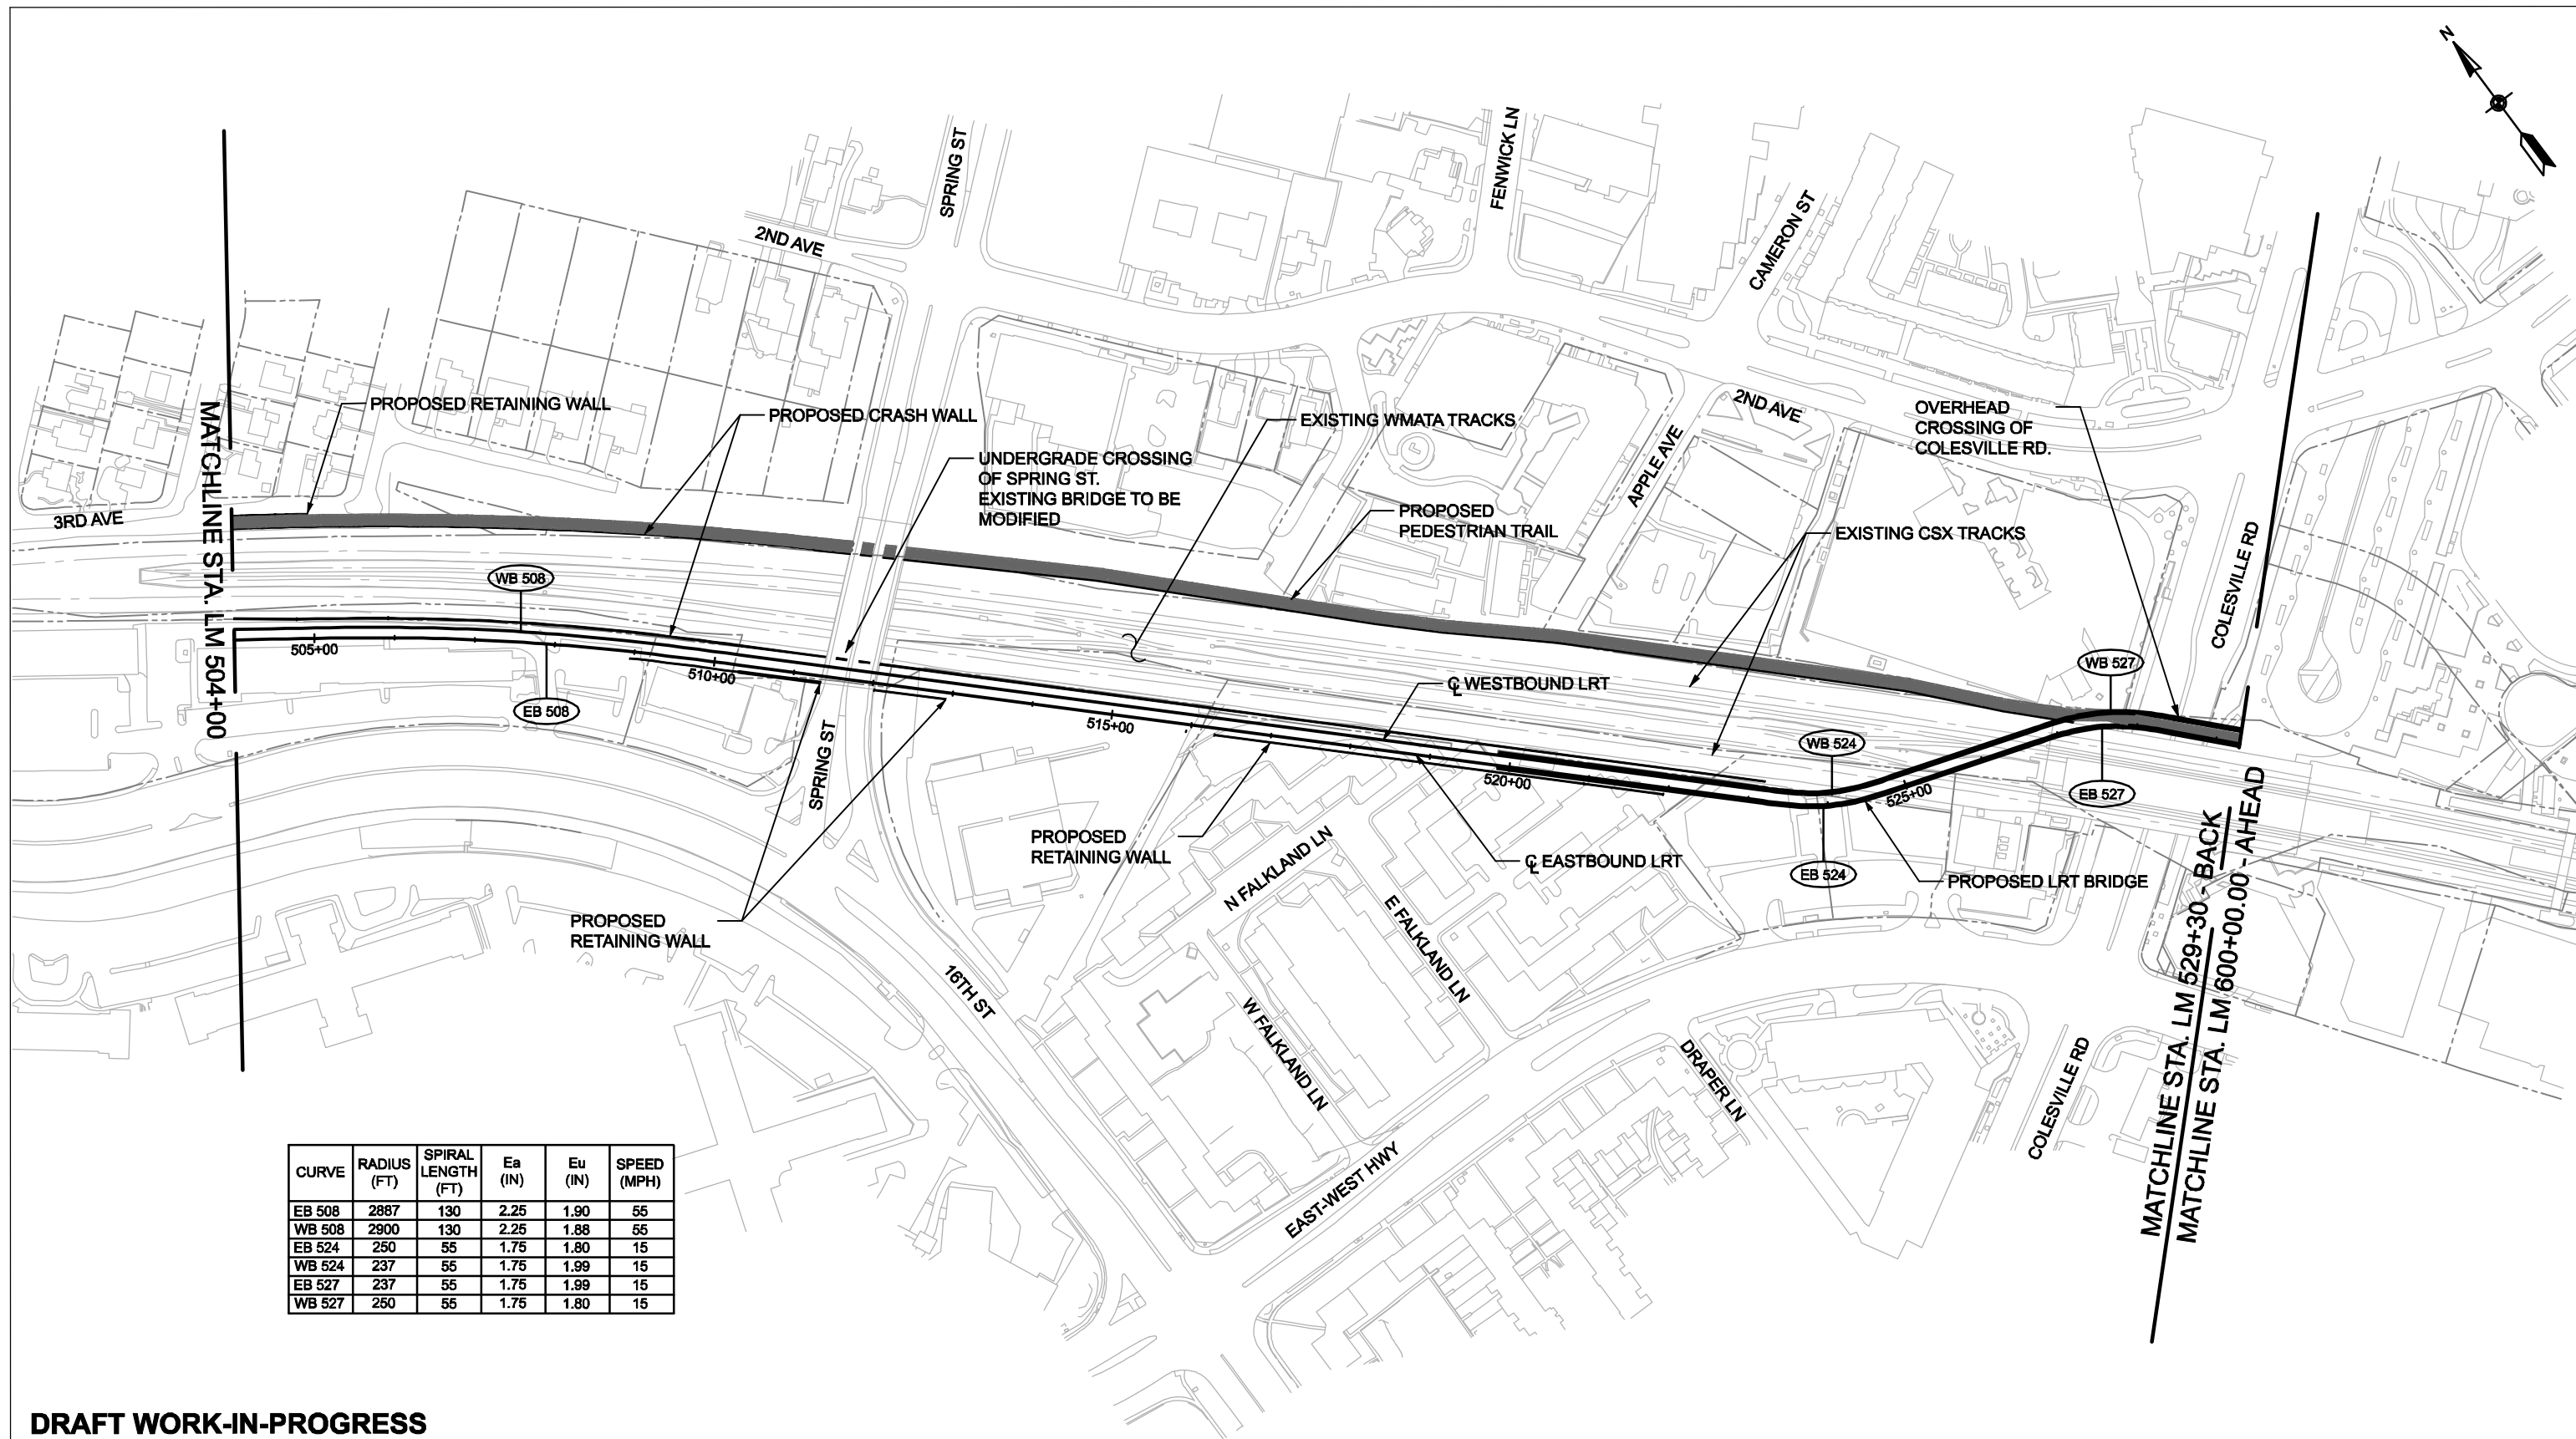 N
SPRING ST
FENWICK LN
2ND AVE
CAMERON ST
PROPOSED RETAINING WALL
PROPOSED CRASH WALL
EXISTING WMATA TRACKS
2ND AVE
OVERHEAD
CROSSING OF
COLESVILLE RD.
UNDERGRADE CROSSING
OF SPRING ST.
EXISTING BRIDGE TO BE
MODIFIED
APPLE AVE
3RD AVE
PROPOSED
PEDESTRIAN TRAIL
EXISTING CSX TRACKS
COLESVILLE RD
MATCHLINE STA. LM 504+00
WB 508
505+00
EB 508
510+00
WB 527
℄ WESTBOUND LRT
515+00
WB 524
SPRING ST
520+00
525+00
EB 527
PROPOSED
RETAINING WALL
N FALKLAND LN
℄ EASTBOUND LRT
EB 524
PROPOSED LRT BRIDGE
PROPOSED
RETAINING WALL
E FALKLAND LN
16TH ST
W FALKLAND LN
DRAPER LN
COLESVILLE RD
MATCHLINE STA. LM 529+30 - BACK
MATCHLINE STA. LM 600+00.00 - AHEAD
EAST-WEST HWY
CURVE RADIUS (FT) SPIRAL LENGTH (FT) Ea (IN) Eu (IN) SPEED (MPH)
EB 508 2887 130 2.25 1.90 55
WB 508 2900 130 2.25 1.88 55
EB 524 250 55 1.75 1.80 15
WB 524 237 55 1.75 1.99 15
EB 527 237 55 1.75 1.99 15
WB 527 250 55 1.75 1.80 15
DRAFT WORK-IN-PROGRESS